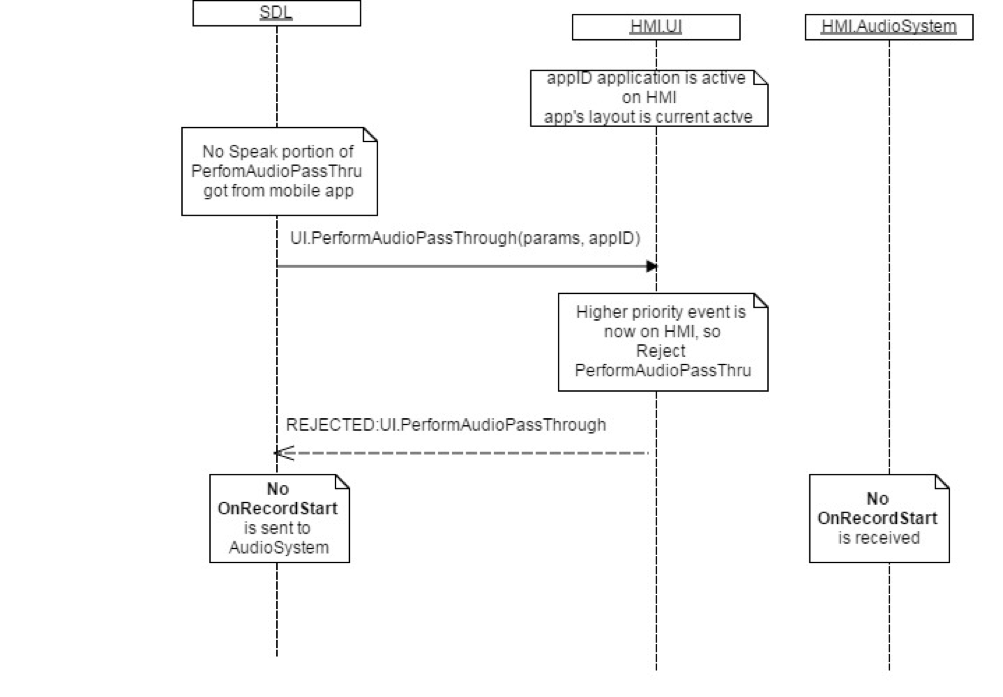 SDL
HMI.UI
HMI.AudioSystem
appID application is active
on HMI
app's layout is current actve
No Speak portion of
PerfomAudioPassThru
got from mobile app
UI.PerformAudioPassThrough(params, appID)
Higher priority event is
now on HMI, so
Reject
PerformAudioPassThru
REJECTED:UI.PerformAudioPassThrough
No
OnRecordStart
is sent to
AudioSystem
No
OnRecordStart
is received